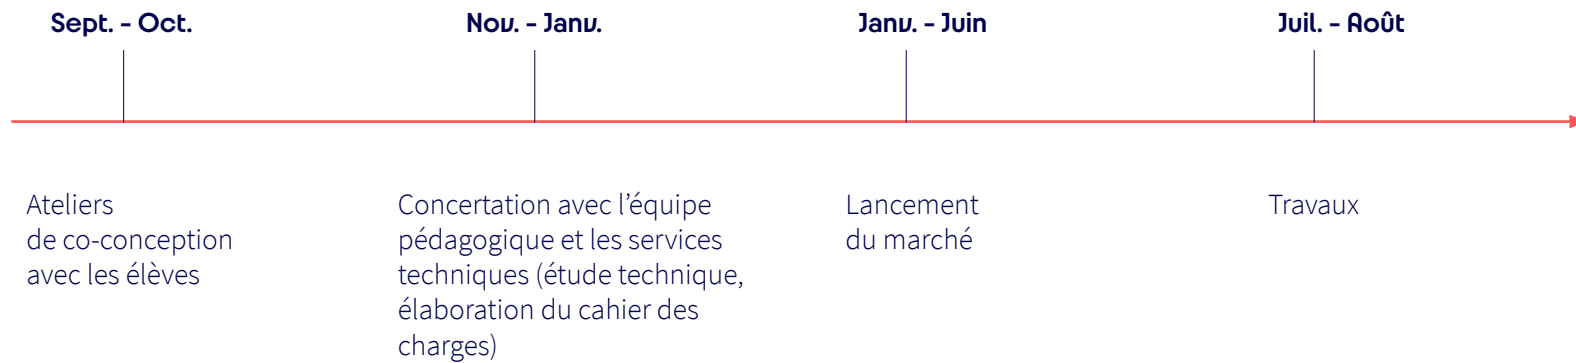 Sept. - Oct.
Nov. - Janv.
Janv. - Juin
Juil. - Août
Ateliers
de co-conception
avec les élèves
Concertation avec l’équipe
pédagogique et les services
techniques (étude technique,
élaboration du cahier des
charges)
Lancement
du marché
Travaux